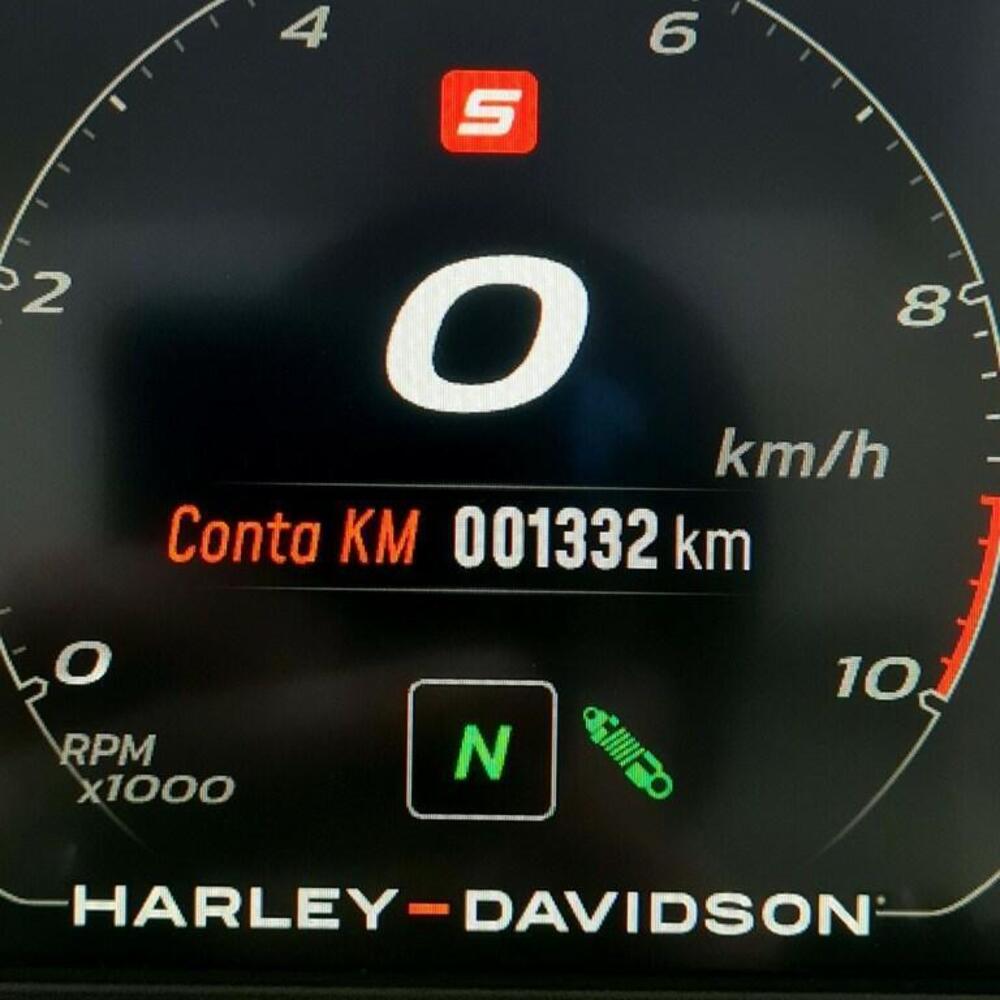 4 6
S
2 0 8
km/h
Conta KM 001332 km
0 10
RPM
x1000
N
HARLEY-DAVIDSON